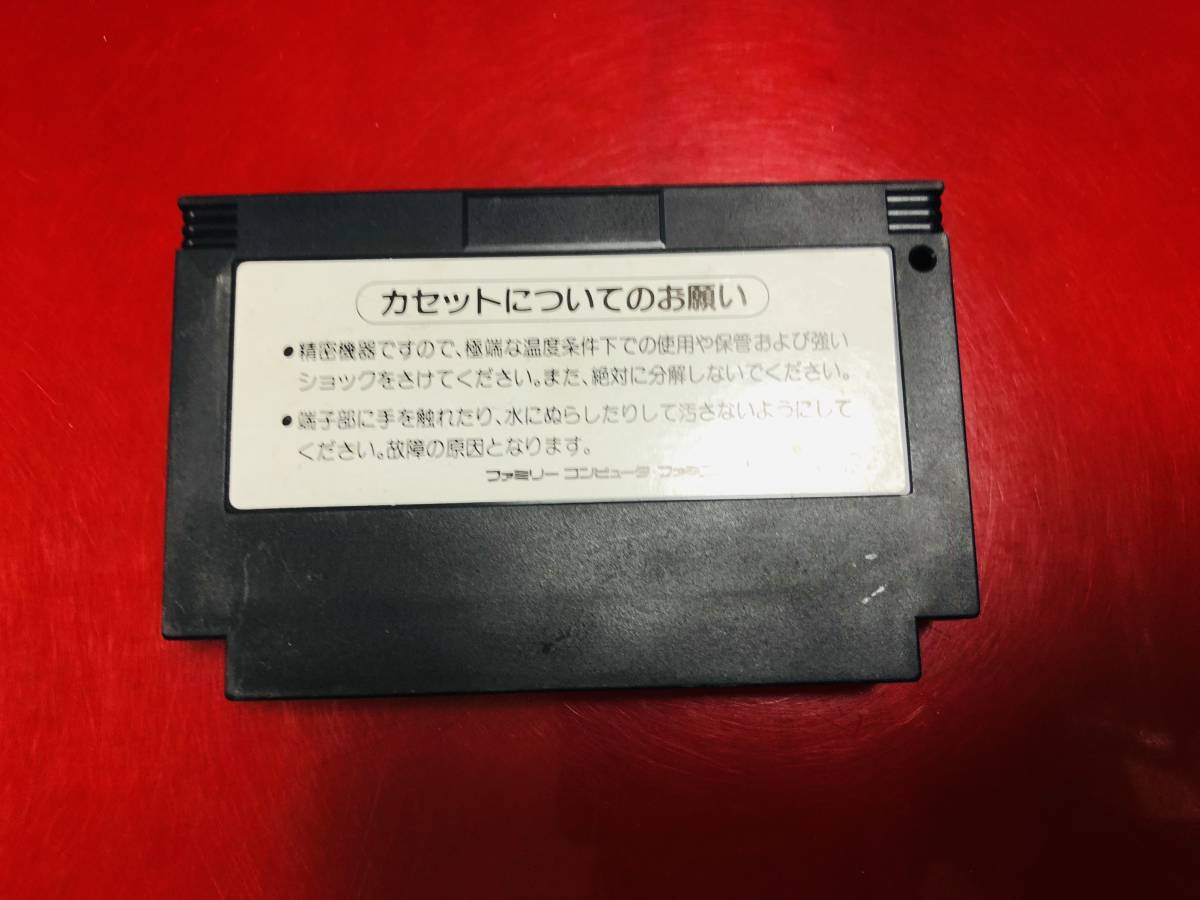 カセットについてのお願い
●精密機器ですので、極端な温度条件下での使用や保管および強い
ショックをさけてください。また、絶対に分解しないでください。
●端子部に手を触れたり、水にぬらしたりして汚さないようにして
ください。故障の原因となります。
ファミリー コンピュータ